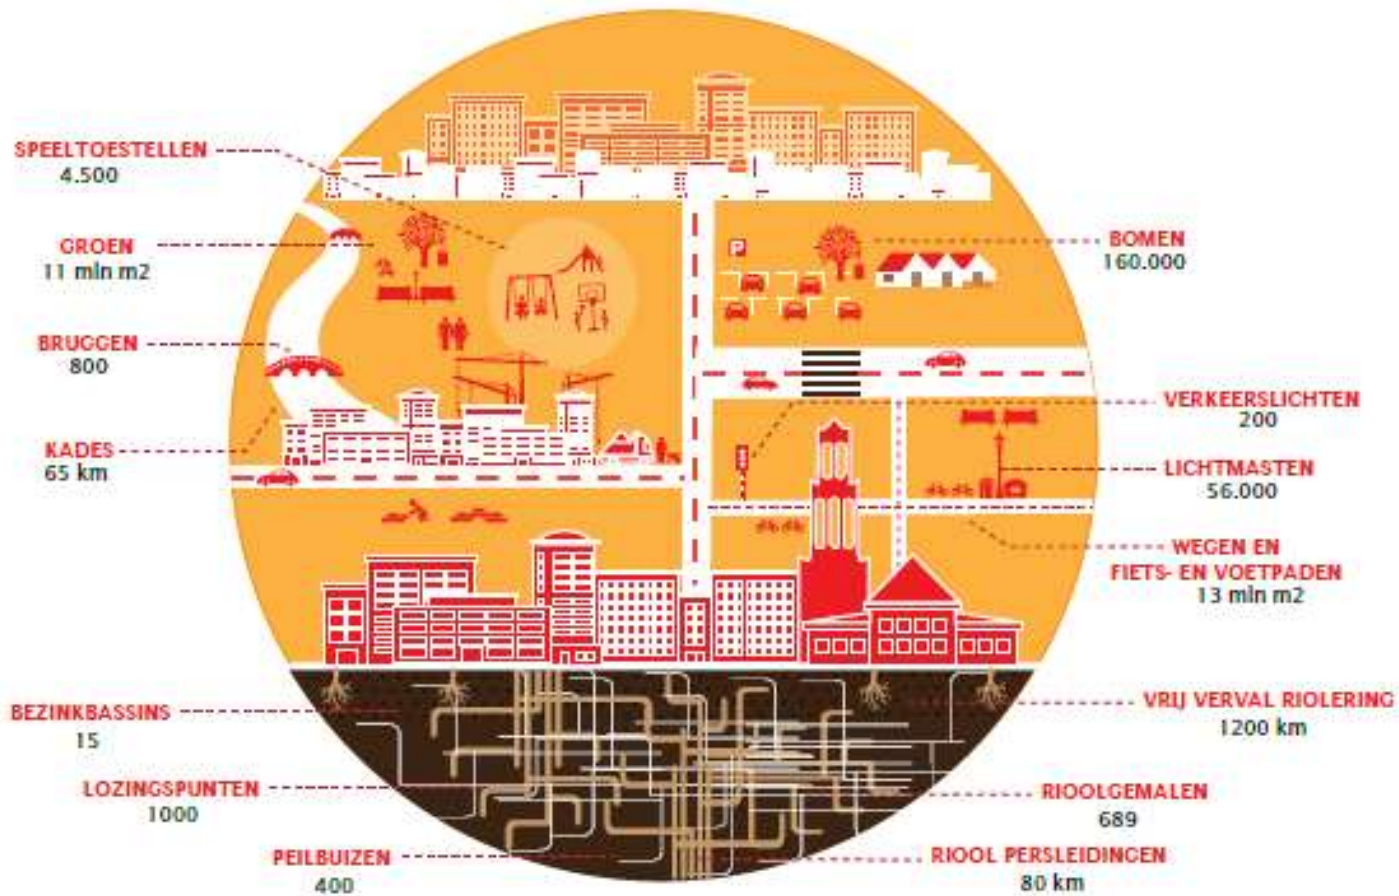 SPEELTOESTELLEN
4.500
GROEN
11 mln m2
BRUGGEN
800
KADES
65 km
BEZINKBASSINS
15
LOZINGSPUNTEN
1000
PEILBUIZEN
400
P
BOMEN
160.000
VERKEERSLICHTEN
200
LICHTMASTEN
56.000
WEGEN EN
FIETS- EN VOETPADEN
13 mln m2
VRIJ VERVAL RIOLERING
1200 km
RIOOLGEMALEN
689
RIOOL PERSLEIDINGEN
80 km